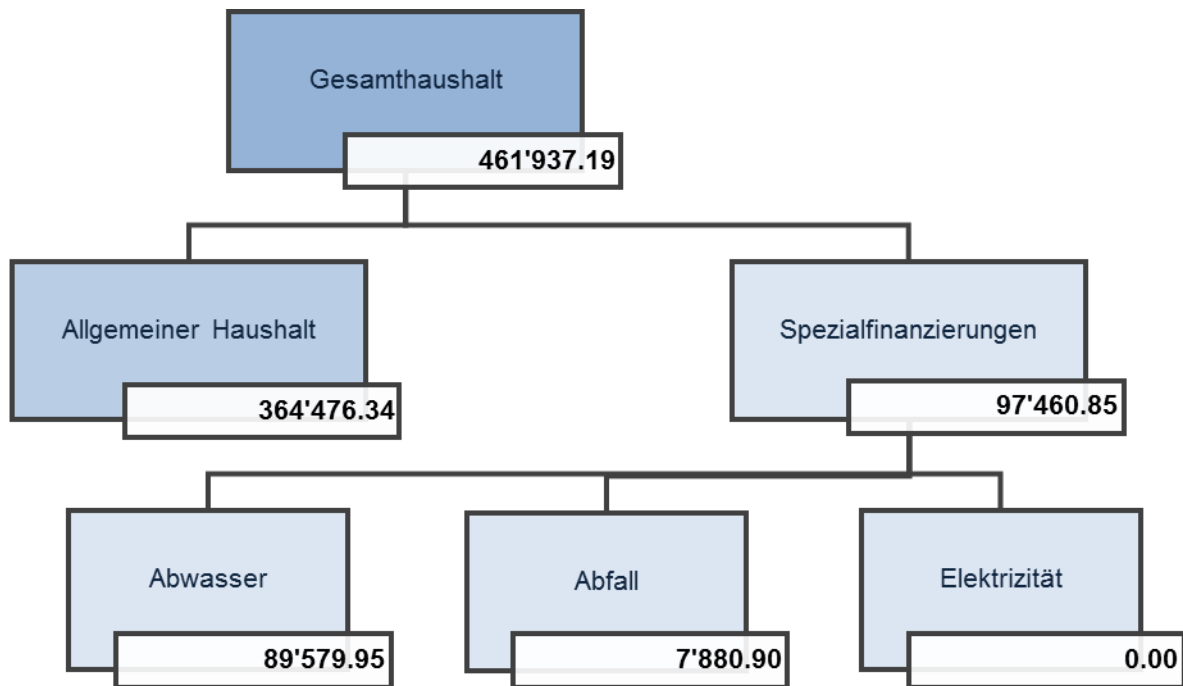 Gesamthaushalt
461'937.19
Allgemeiner Haushalt
364'476.34
Spezialfinanzierungen
97'460.85
Abwasser
89'579.95
Abfall
7'880.90
Elektrizität
0.00